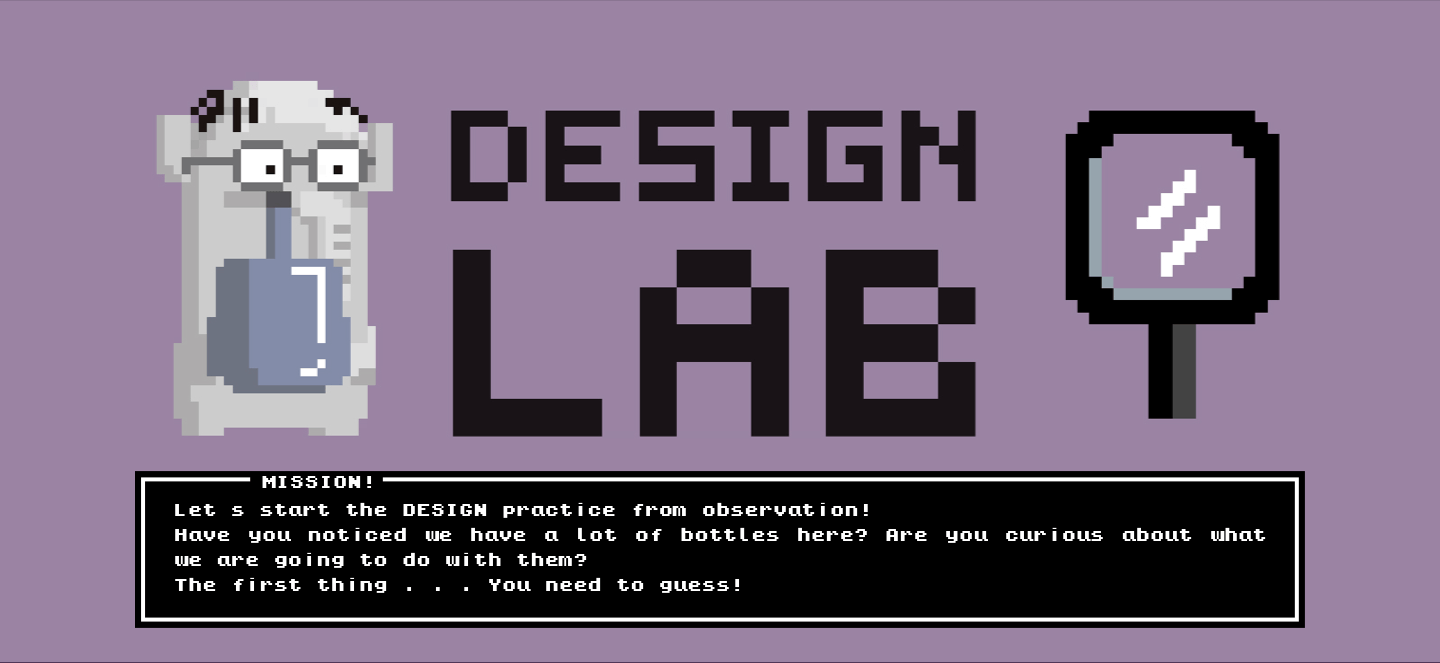 DESIGN
LAB
MISSION!
Let s start the DESIGN practice from observation!
Have you noticed we have a lot of bottles here? Are you curious about what
we are going to do with them?
The first thing . . . You need to guess!